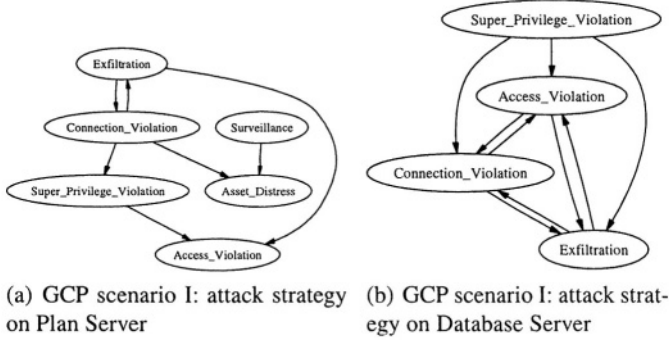 Exfiltration
Connection_Violation
Surveillance
Super_Privilege_Violation
Asset_Distress
Access_Violation
(a) GCP scenario I: attack strategy
on Plan Server
Super_Privilege_Violation
Access_Violation
Connection_Violation
Exfiltration
(b) GCP scenario I: attack strat-
egy on Database Server